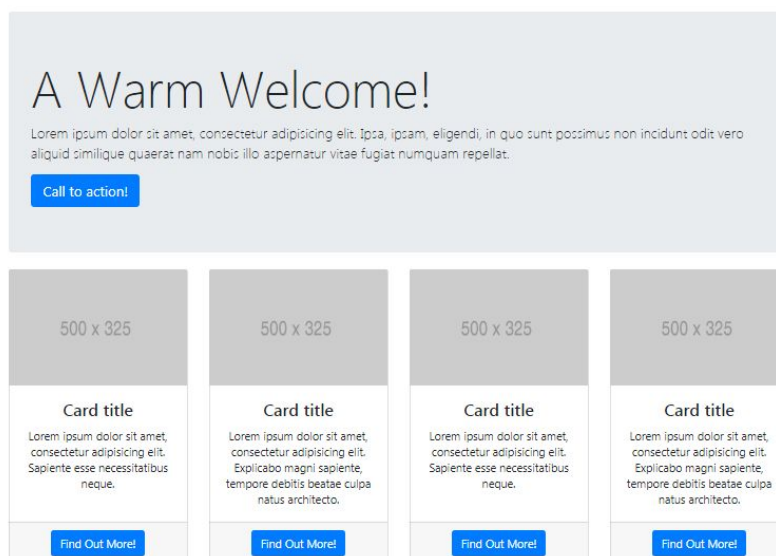 A Warm Welcome!
Lorem ipsum dolor sit amet, consectetur adipisicing elit. Ipsa, ipsam, eligendi, in quo sunt possimus non incidunt odit vero
aliquid similique quaerat nam nobis illo aspernatur vitae fugiat numquam repellat.
Call to action!
500 x 325
Card title
Lorem ipsum dolor sit amet,
consectetur adipisicing elit.
Sapiente esse necessitatibus
neque.
Find Out More!
500 x 325
Card title
Lorem ipsum dolor sit amet,
consectetur adipisicing elit.
Explicabo magni sapiente,
tempore debitis beatae culpa
natus architecto.
Find Out More!
500 x 325
Card title
Lorem ipsum dolor sit amet,
consectetur adipisicing elit.
Sapiente esse necessitatibus
neque.
Find Out More!
500 x 325
Card title
Lorem ipsum dolor sit amet,
consectetur adipisicing elit.
Explicabo magni sapiente,
tempore debitis beatae culpa
natus architecto.
Find Out More!